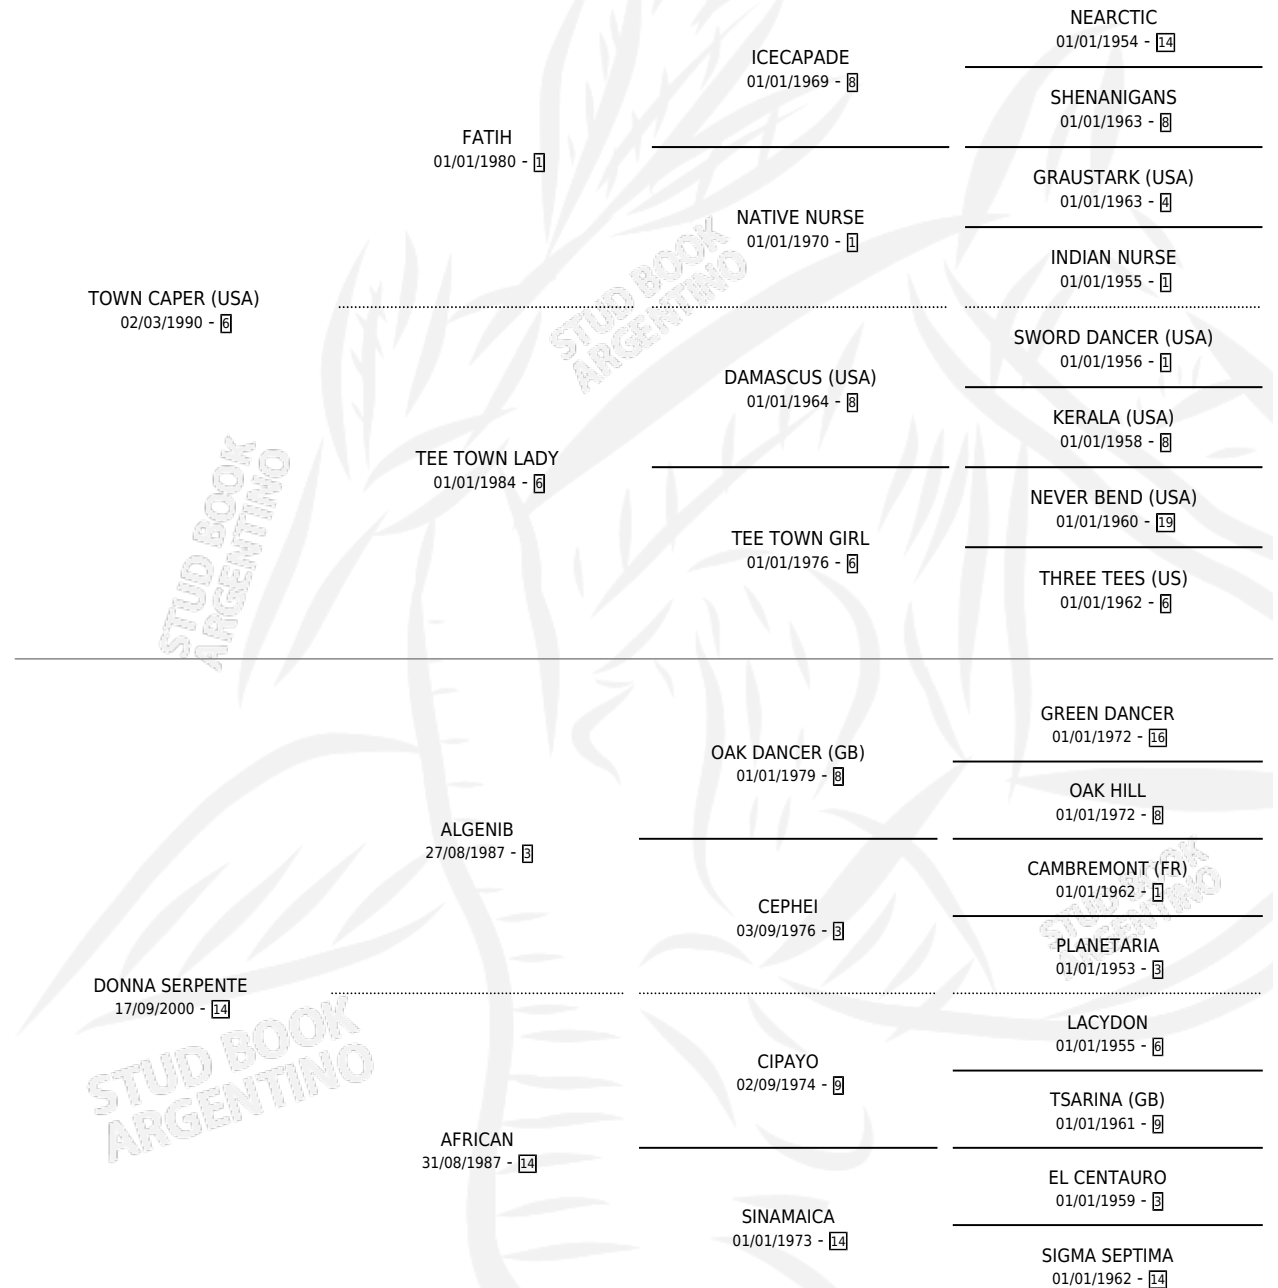 NEARCTIC
01/01/1954 - 14
ICECAPADE
01/01/1969 - 8
SHENANIGANS
01/01/1963 - 8
FATIH
01/01/1980 - 1
GRAUSTARK (USA)
01/01/1963 - 4
NATIVE NURSE
01/01/1970 - 1
INDIAN NURSE
01/01/1955 - 1
TOWN CAPER (USA)
02/03/1990 - 6
SWORD DANCER (USA)
01/01/1956 - 1
DAMASCUS (USA)
01/01/1964 - 8
KERALA (USA)
01/01/1958 - 8
TEE TOWN LADY
01/01/1984 - 6
NEVER BEND (USA)
01/01/1960 - 19
TEE TOWN GIRL
01/01/1976 - 6
THREE TEES (US)
01/01/1962 - 6
GREEN DANCER
01/01/1972 - 16
OAK DANCER (GB)
01/01/1979 - 8
OAK HILL
01/01/1972 - 8
ALGENIB
27/08/1987 - 3
CAMBREMONT (FR)
01/01/1962 - 1
CEPHEI
03/09/1976 - 3
PLANETARIA
01/01/1953 - 3
DONNA SERPENTE
17/09/2000 - 14
LACYDON
01/01/1955 - 6
CIPAYO
02/09/1974 - 9
TSARINA (GB)
01/01/1961 - 9
AFRICAN
31/08/1987 - 14
EL CENTAURO
01/01/1959 - 3
SINAMAICA
01/01/1973 - 14
SIGMA SEPTIMA
01/01/1962 - 14
STUD BOOK
ARGENTINO
STUD BOOK
ARGENTINO
STUD BOOK
ARGENTINO
STUD BOOK
ARGENTINO